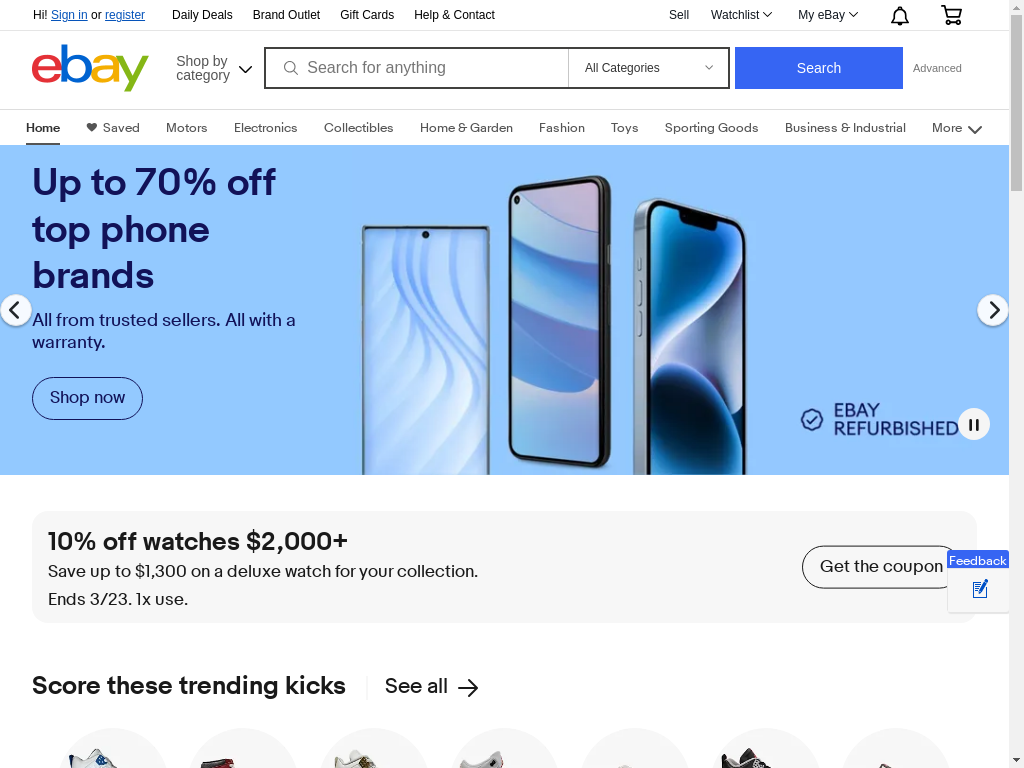 Hi! Sign in or register
Daily Deals
Brand Outlet
Gift Cards
Help & Contact
Sell
Watchlist
My eBay
ebay
Shop by
category
Search for anything
All Categories
Search
Advanced
Home
Saved
Motors
Electronics
Collectibles
Home & Garden
Fashion
Toys
Sporting Goods
Business & Industrial
More
Up to 70% off
top phone
brands
All from trusted sellers. All with a
warranty.
Shop now
EBAY
REFURBISHED
10% off watches $2,000+
Save up to $1,300 on a deluxe watch for your collection.
Ends 3/23. 1x use.
Get the coupon
Feedback
Score these trending kicks
See all